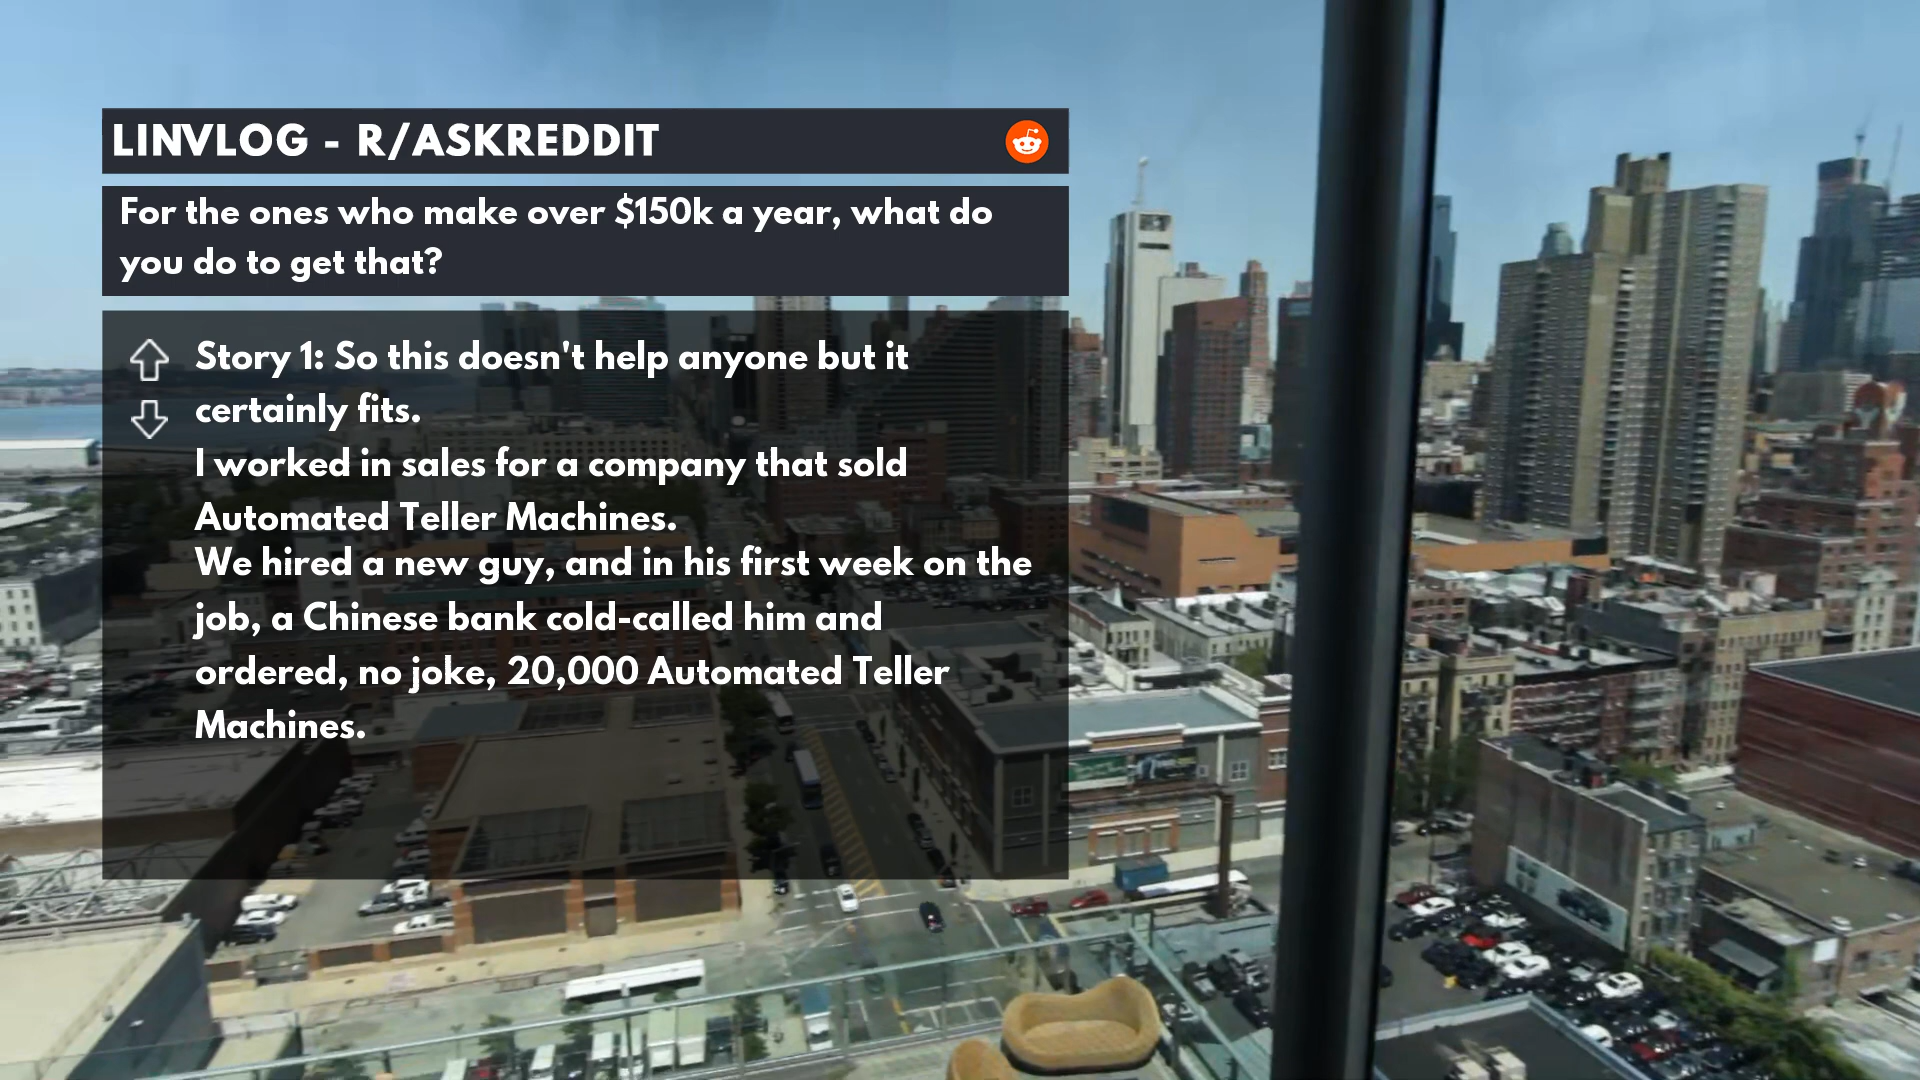 LINVLOG - R/ASKREDDIT
For the ones who make over $150k a year, what do
you do to get that?
Story 1: So this doesn't help anyone but it
certainly fits.
I worked in sales for a company that sold
Automated Teller Machines.
We hired a new guy, and in his first week on the
job, a Chinese bank cold-called him and
ordered, no joke, 20,000 Automated Teller
Machines.